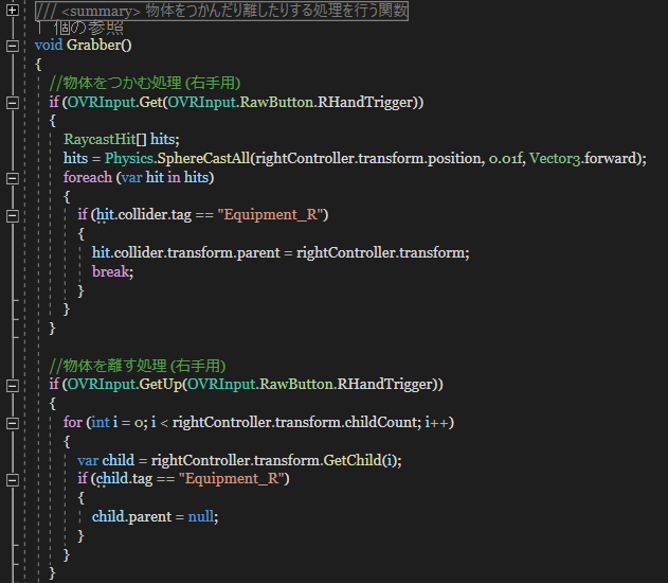 /// <summary> 物体をつかんだり離したりする処理を行う関数
1 個の参照
void Grabber()
{
//物体をつかむ処理 (右手用)
if (OVRInput.Get(OVRInput.RawButton.RHandTrigger))
{
RaycastHit[] hits;
hits = Physics.SphereCastAll(rightController.transform.position, 0.01f, Vector3.forward);
foreach (var hit in hits)
{
if (hit.collider.tag == "Equipment_R")
{
hit.collider.transform.parent = rightController.transform;
break;
}
}
}
//物体を離す処理 (右手用)
if (OVRInput.GetUp(OVRInput.RawButton.RHandTrigger))
{
for (int i = 0; i < rightController.transform.childCount; i++)
{
var child = rightController.transform.GetChild(i);
if (child.tag == "Equipment_R")
{
child.parent = null;
}
}
}